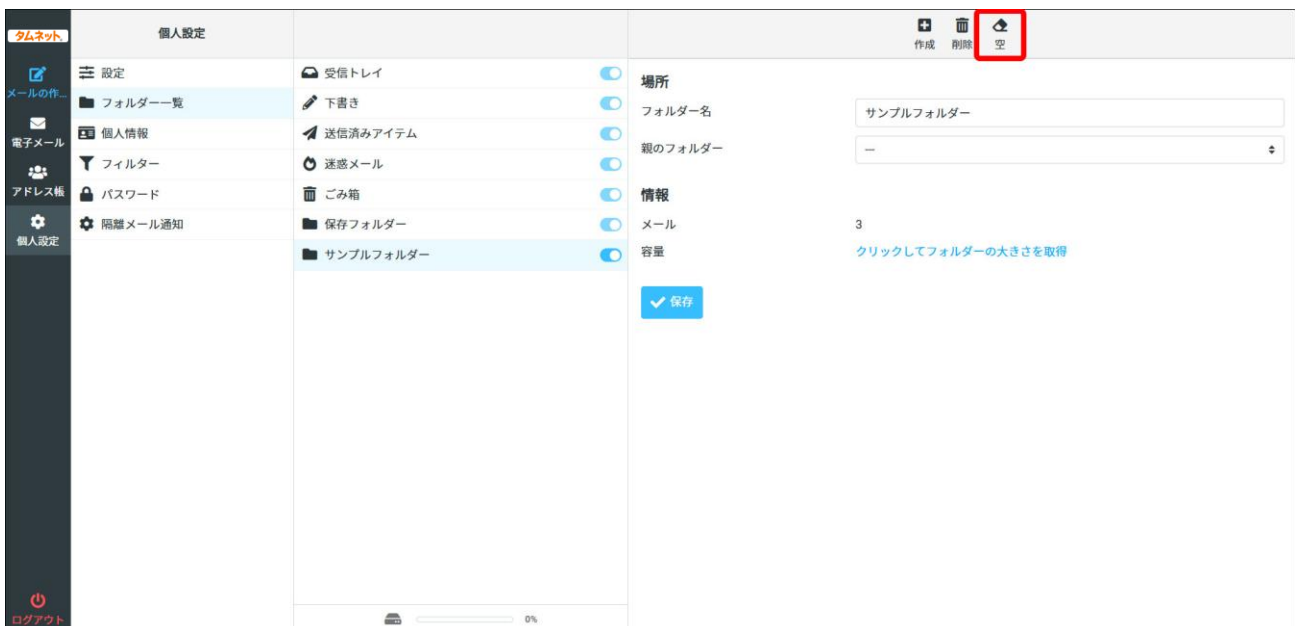 タムネット
メールの作...
電子メール
アドレス帳
個人設定
ログアウト
個人設定
設定
フォルダー一覧
個人情報
フィルター
パスワード
隔離メール通知
受信トレイ
下書き
送信済みアイテム
迷惑メール
ごみ箱
保存フォルダー
サンプルフォルダー
0%
作成 削除 空
場所
フォルダー名 サンプルフォルダー
親のフォルダー ―
情報
メール 3
容量 クリックしてフォルダーの大きさを取得
保存